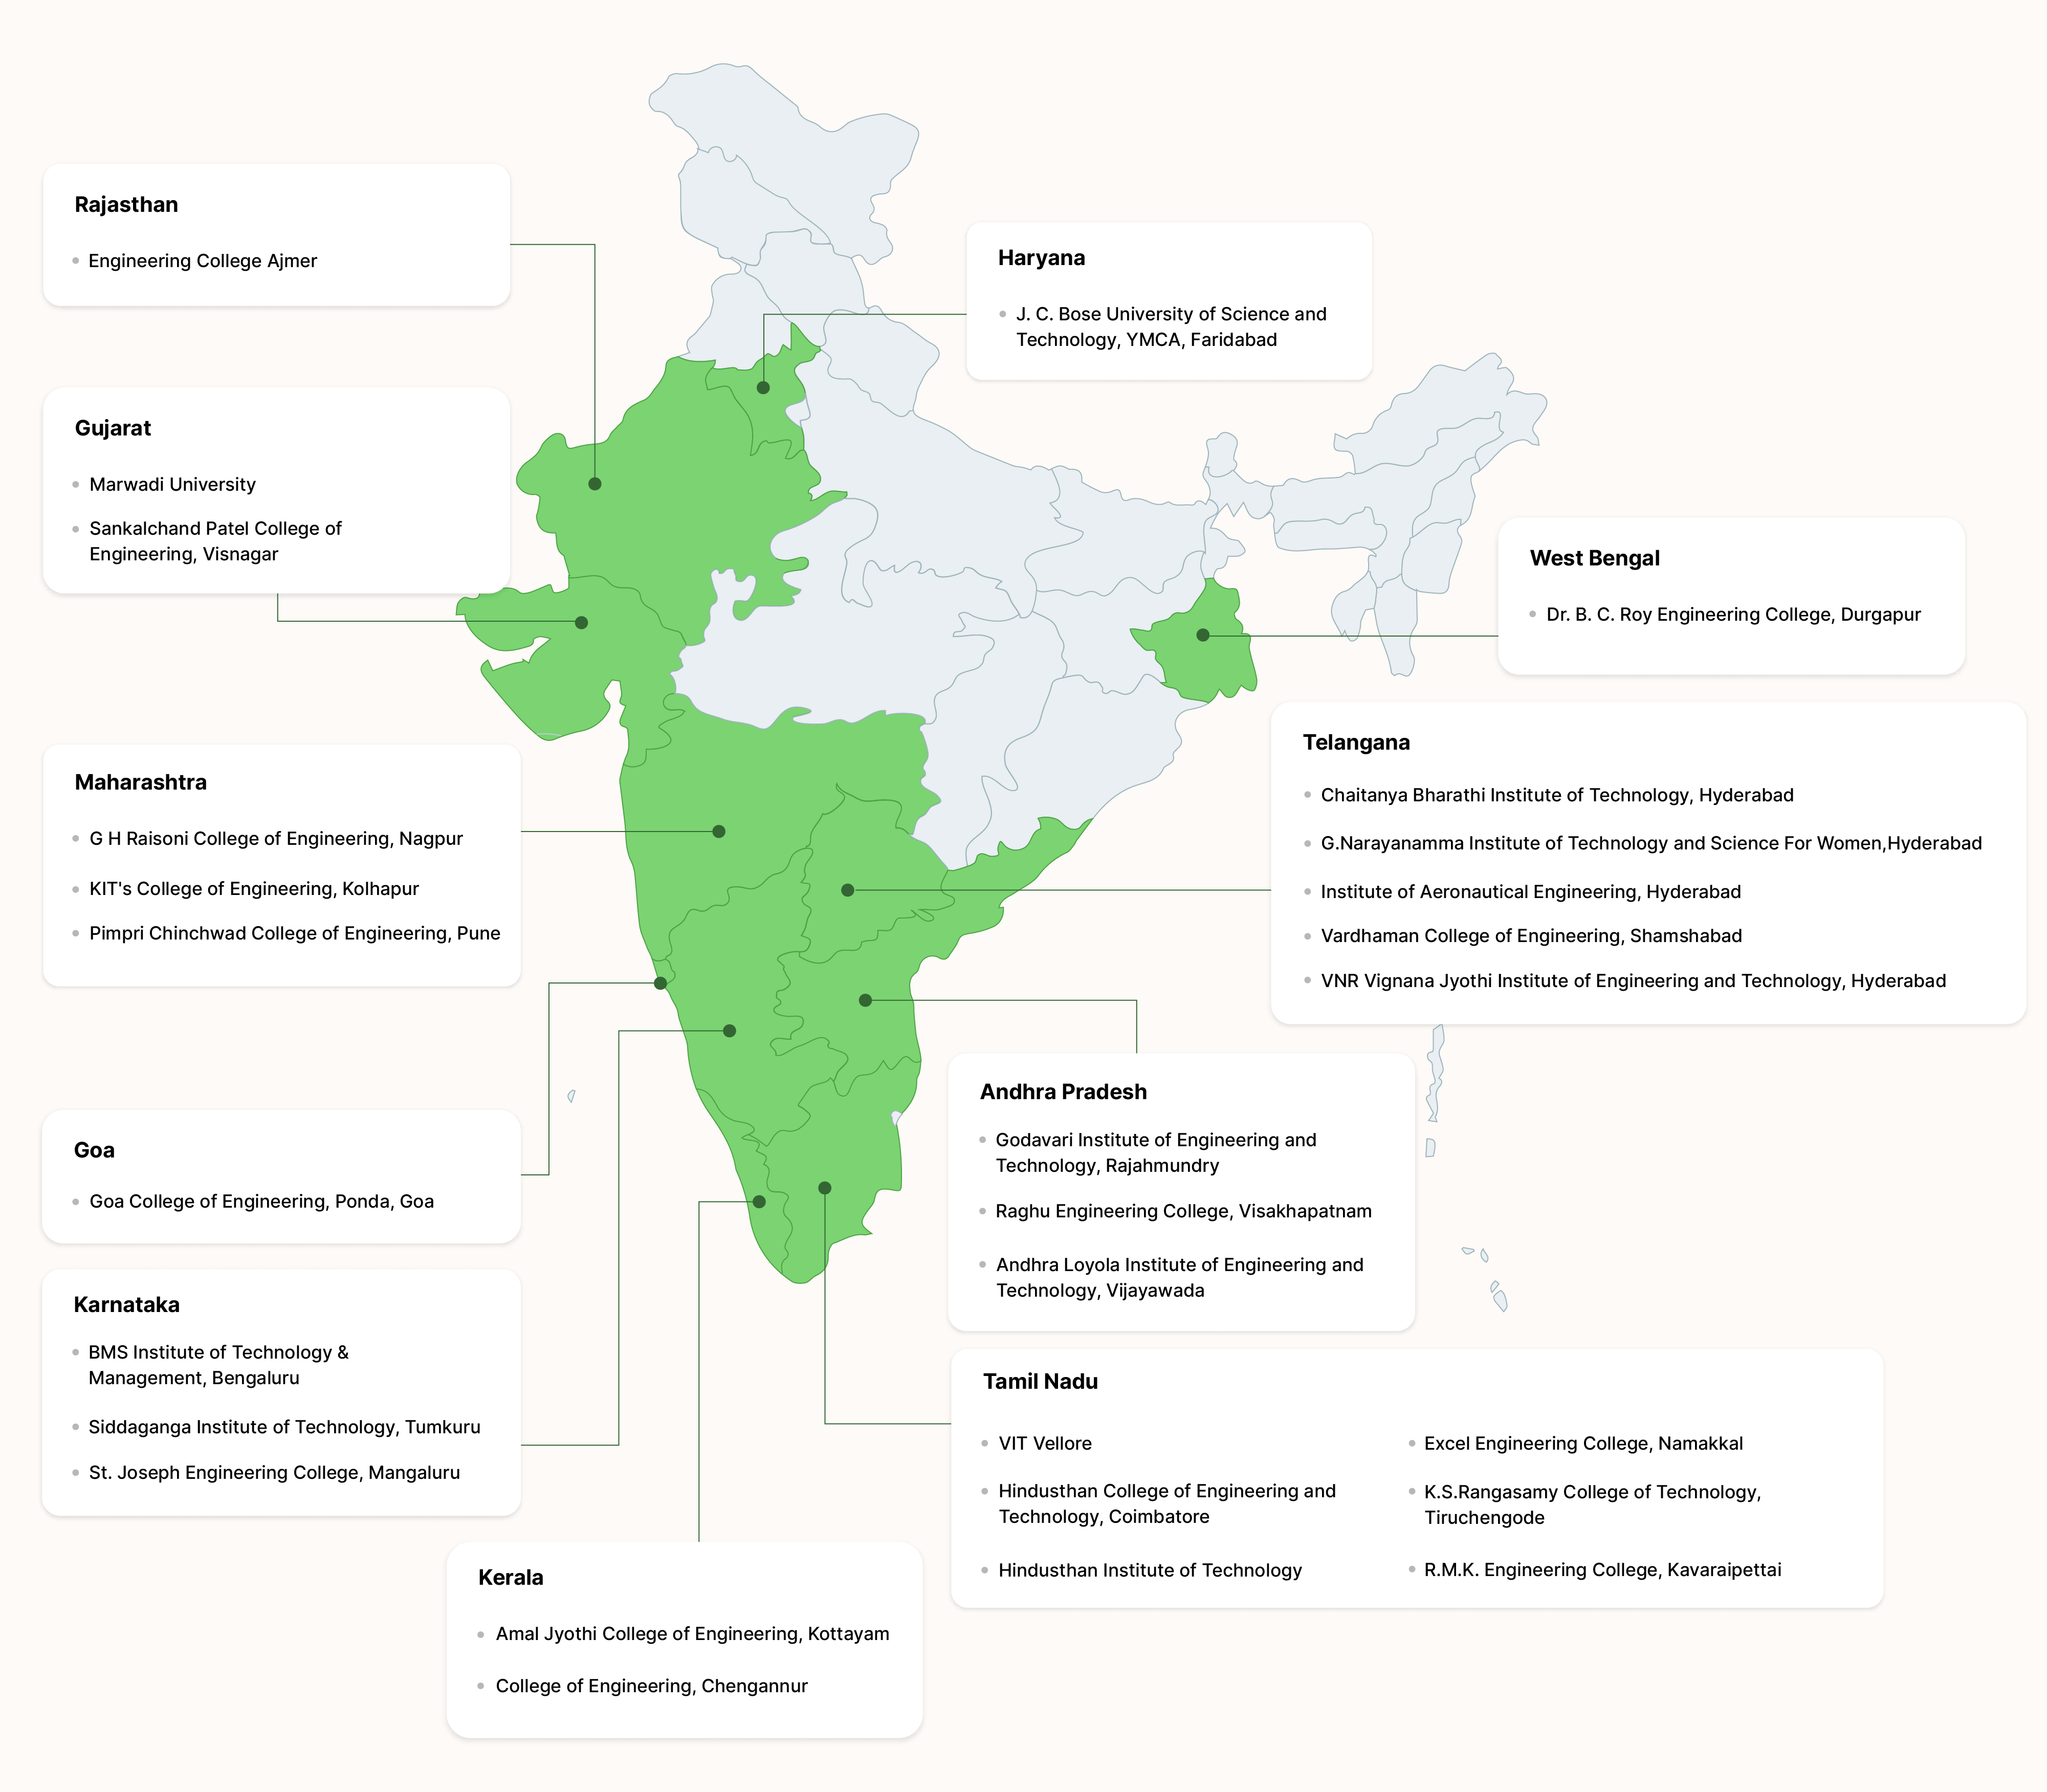 Rajasthan
Engineering College Ajmer
Haryana
J. C. Bose University of Science and
Technology, YMCA, Faridabad
Gujarat
Marwadi University
Sankalchand Patel College of
Engineering, Visnagar
West Bengal
Dr. B. C. Roy Engineering College, Durgapur
Maharashtra
G H Raisoni College of Engineering, Nagpur
KIT's College of Engineering, Kolhapur
Pimpri Chinchwad College of Engineering, Pune
Telangana
Chaitanya Bharathi Institute of Technology, Hyderabad
G.Narayanamma Institute of Technology and Science For Women,Hyderabad
Institute of Aeronautical Engineering, Hyderabad
Vardhaman College of Engineering, Shamshabad
VNR Vignana Jyothi Institute of Engineering and Technology, Hyderabad
Goa
Goa College of Engineering, Ponda, Goa
Andhra Pradesh
Godavari Institute of Engineering and
Technology, Rajahmundry
Raghu Engineering College, Visakhapatnam
Andhra Loyola Institute of Engineering and
Technology, Vijayawada
Karnataka
BMS Institute of Technology &
Management, Bengaluru
Siddaganga Institute of Technology, Tumkuru
St. Joseph Engineering College, Mangaluru
Tamil Nadu
VIT Vellore
Hindusthan College of Engineering and
Technology, Coimbatore
Hindusthan Institute of Technology
Excel Engineering College, Namakkal
K.S.Rangasamy College of Technology,
Tiruchengode
R.M.K. Engineering College, Kavaraipettai
Kerala
Amal Jyothi College of Engineering, Kottayam
College of Engineering, Chengannur